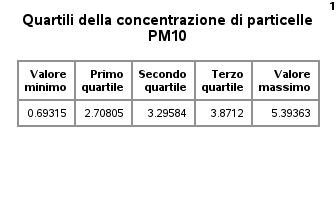 1
Quartili della concentrazione di particelle
PM10
Valore minimo Primo quartile Secondo quartile Terzo quartile Valore massimo
0.69315 2.70805 3.29584 3.8712 5.39363